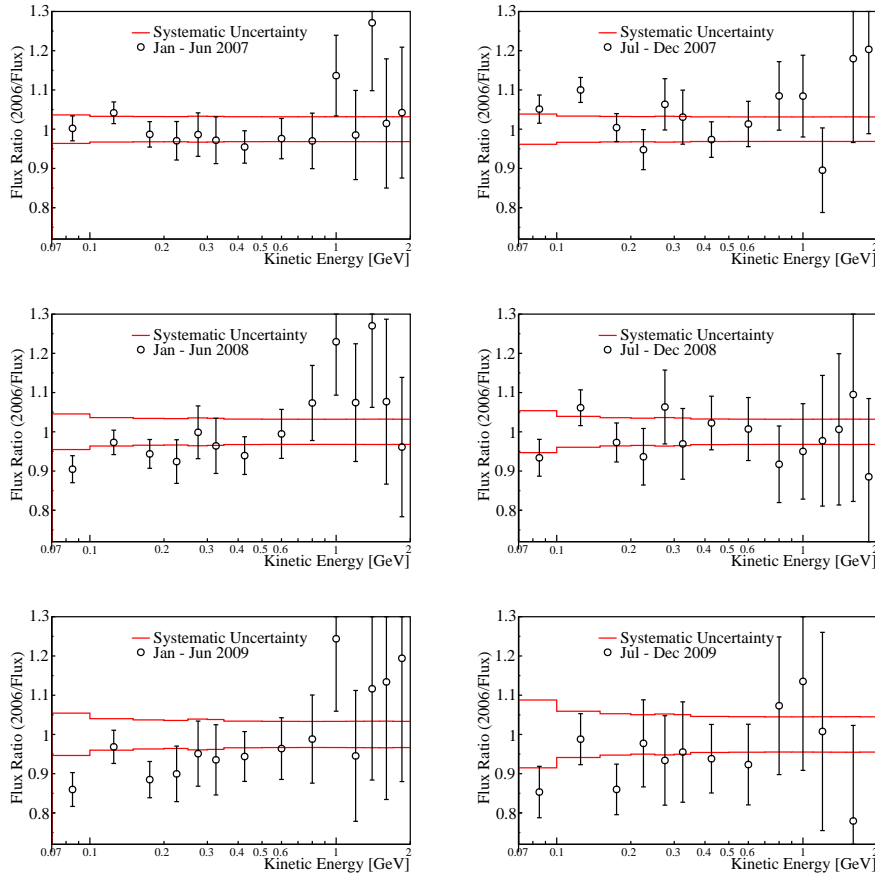 Flux Ratio (2006/Flux)
1.3
1.2
1.1
1
0.9
0.8
Systematic Uncertainty
Jan - Jun 2007
0.07 0.1 0.2 0.3 0.4 0.5 0.6 1 2
Kinetic Energy [GeV]
Flux Ratio (2006/Flux)
1.3
1.2
1.1
1
0.9
0.8
Systematic Uncertainty
Jul - Dec 2007
0.07 0.1 0.2 0.3 0.4 0.5 0.6 1 2
Kinetic Energy [GeV]
Flux Ratio (2006/Flux)
1.3
1.2
1.1
1
0.9
0.8
Systematic Uncertainty
Jan - Jun 2008
0.07 0.1 0.2 0.3 0.4 0.5 0.6 1 2
Kinetic Energy [GeV]
Flux Ratio (2006/Flux)
1.3
1.2
1.1
1
0.9
0.8
Systematic Uncertainty
Jul - Dec 2008
0.07 0.1 0.2 0.3 0.4 0.5 0.6 1 2
Kinetic Energy [GeV]
Flux Ratio (2006/Flux)
1.3
1.2
1.1
1
0.9
0.8
Systematic Uncertainty
Jan - Jun 2009
0.07 0.1 0.2 0.3 0.4 0.5 0.6 1 2
Kinetic Energy [GeV]
Flux Ratio (2006/Flux)
1.3
1.2
1.1
1
0.9
0.8
Systematic Uncertainty
Jul - Dec 2009
0.07 0.1 0.2 0.3 0.4 0.5 0.6 1 2
Kinetic Energy [GeV]